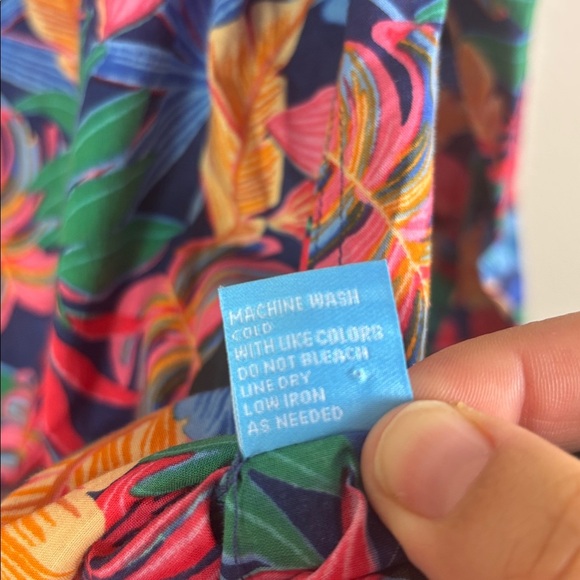 MACHINE WASH
COLD
WITH LIKE COLORS
DO NOT BLEACH
LINE DRY
LOW IRON
AS NEEDED